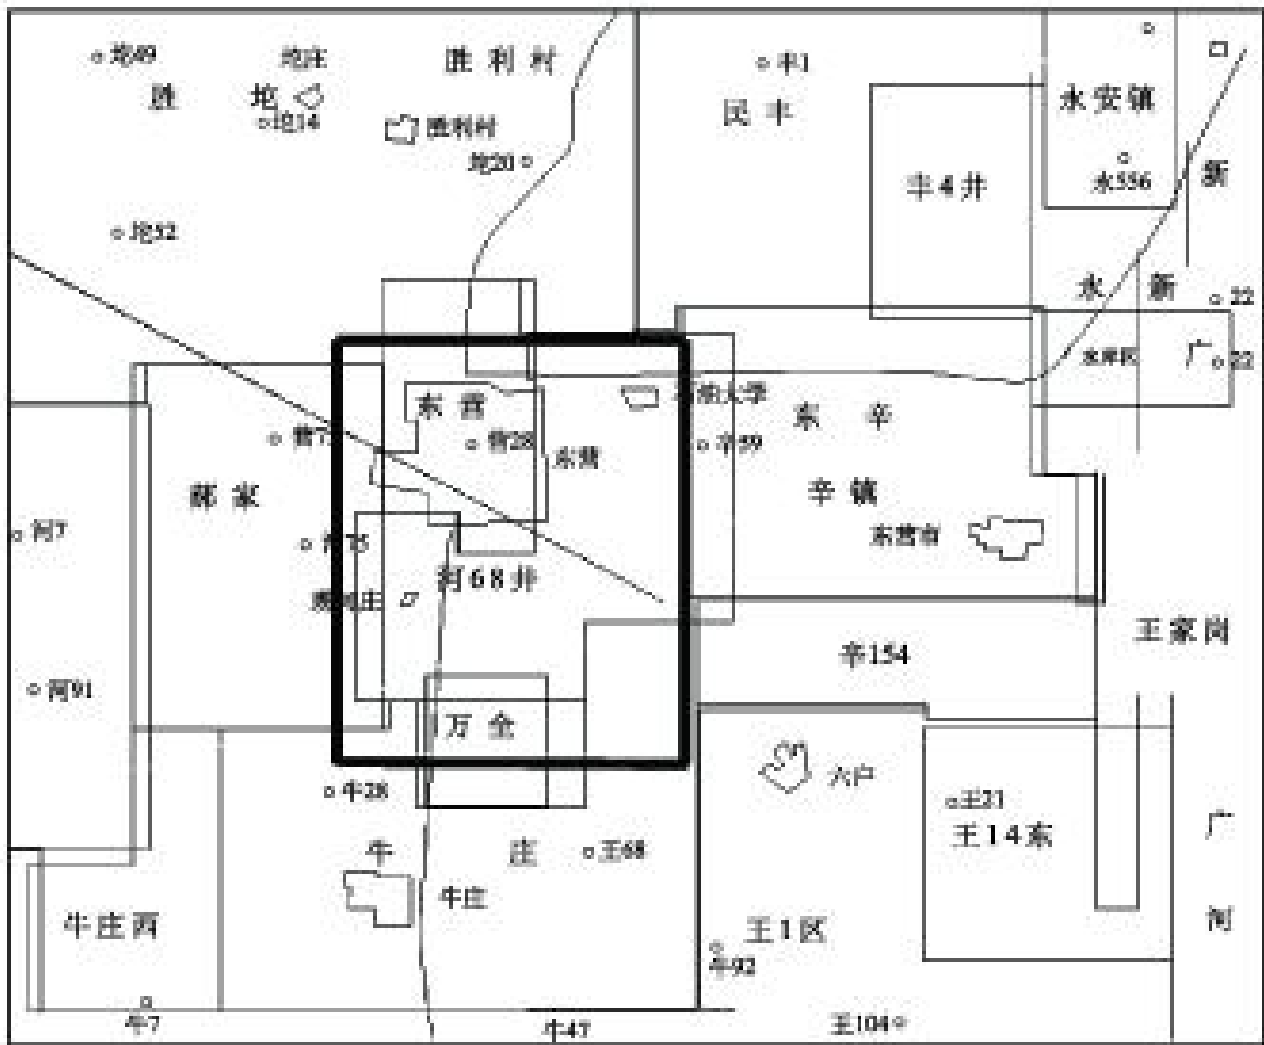 坨49
坨庄
胜利村
丰1
胜
坨
坨14
胜利村
民丰
永安镇
坨20
丰4井
永556
新
坨52
永
新
22
永岸区
广
22
东营
石油大学
东
辛
营7
营28
东营
辛59
郝家
辛镇
河7
河75
东营市
河68井
王家岗
辛154
河91
万全
六户
牛28
王21
王14东
广
牛
庄
王68
牛庄
牛庄西
王1区
河
牛92
牛7
牛47
王104